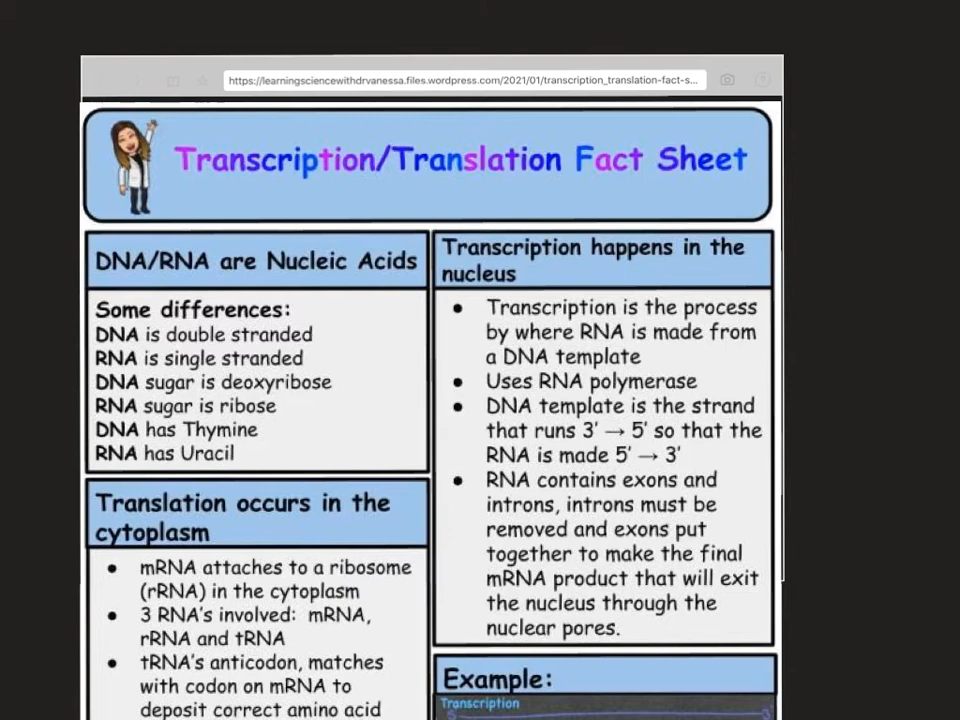 https://learningsciencewithdrvanessa.files.wordpress.com/2021/01/transcription_translation-fact-s...
Transcription/Translation Fact Sheet
DNA/RNA are Nucleic Acids
Some differences:
DNA is double stranded
RNA is single stranded
DNA sugar is deoxyribose
RNA sugar is ribose
DNA has Thymine
RNA has Uracil
Translation occurs in the
cytoplasm
• mRNA attaches to a ribosome
(rRNA) in the cytoplasm
• 3 RNA's involved: mRNA,
rRNA and tRNA
• tRNA's anticodon, matches
with codon on mRNA to
deposit correct amino acid
Transcription happens in the
nucleus
• Transcription is the process
by where RNA is made from
a DNA template
• Uses RNA polymerase
• DNA template is the strand
that runs 3' → 5' so that the
RNA is made 5' → 3'
• RNA contains exons and
introns, introns must be
removed and exons put
together to make the final
mRNA product that will exit
the nucleus through the
nuclear pores.
Example:
Transcription